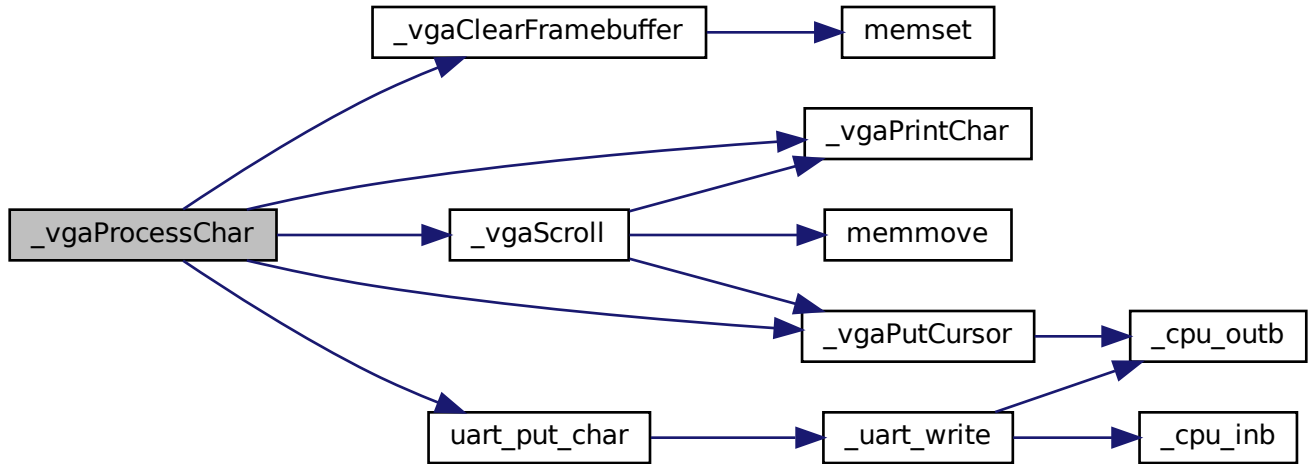 _vgaClearFramebuffer
memset
_vgaPrintChar
_vgaProcessChar
_vgaScroll
memmove
_vgaPutCursor
_cpu_outb
uart_put_char
_uart_write
_cpu_inb